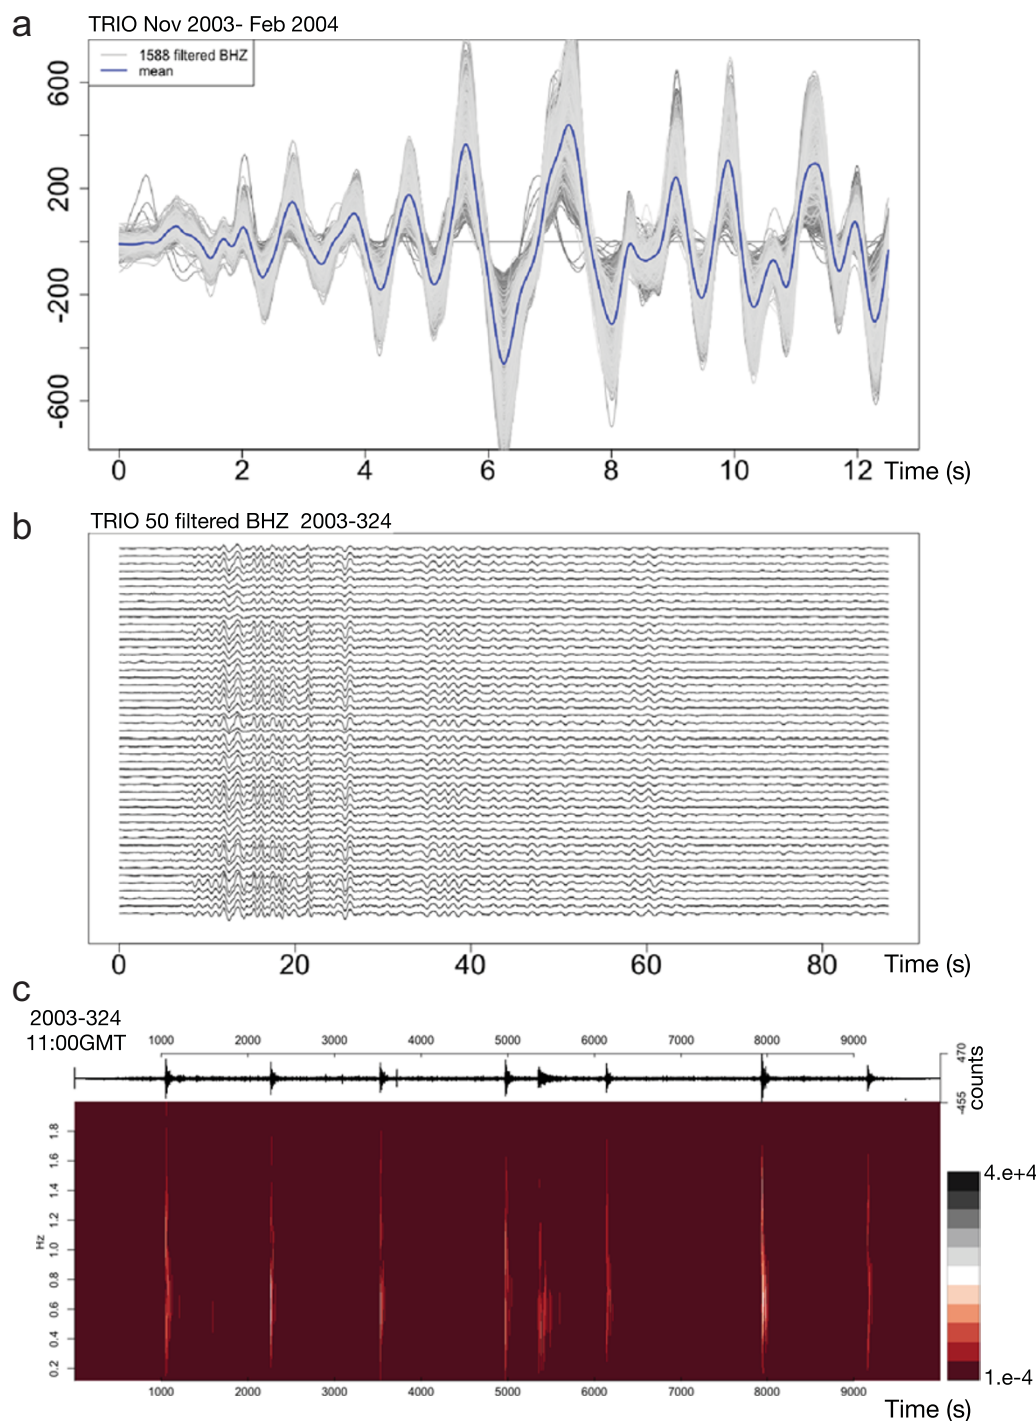 a
TRIO Nov 2003- Feb 2004
1588 filtered BHZ
mean
600
200
-200
-600
0 2 4 6 8 10 12 Time (s)
b
TRIO 50 filtered BHZ 2003-324
0 20 40 60 80 Time (s)
c
2003-324
11:00GMT
1000 2000 3000 4000 5000 6000 7000 8000 9000
470
-455
counts
1.8
1.6
1.4
1.2
1.0
0.8
0.6
0.4
0.2
Hz
4.e+4
1.e-4
1000 2000 3000 4000 5000 6000 7000 8000 9000
Time (s)